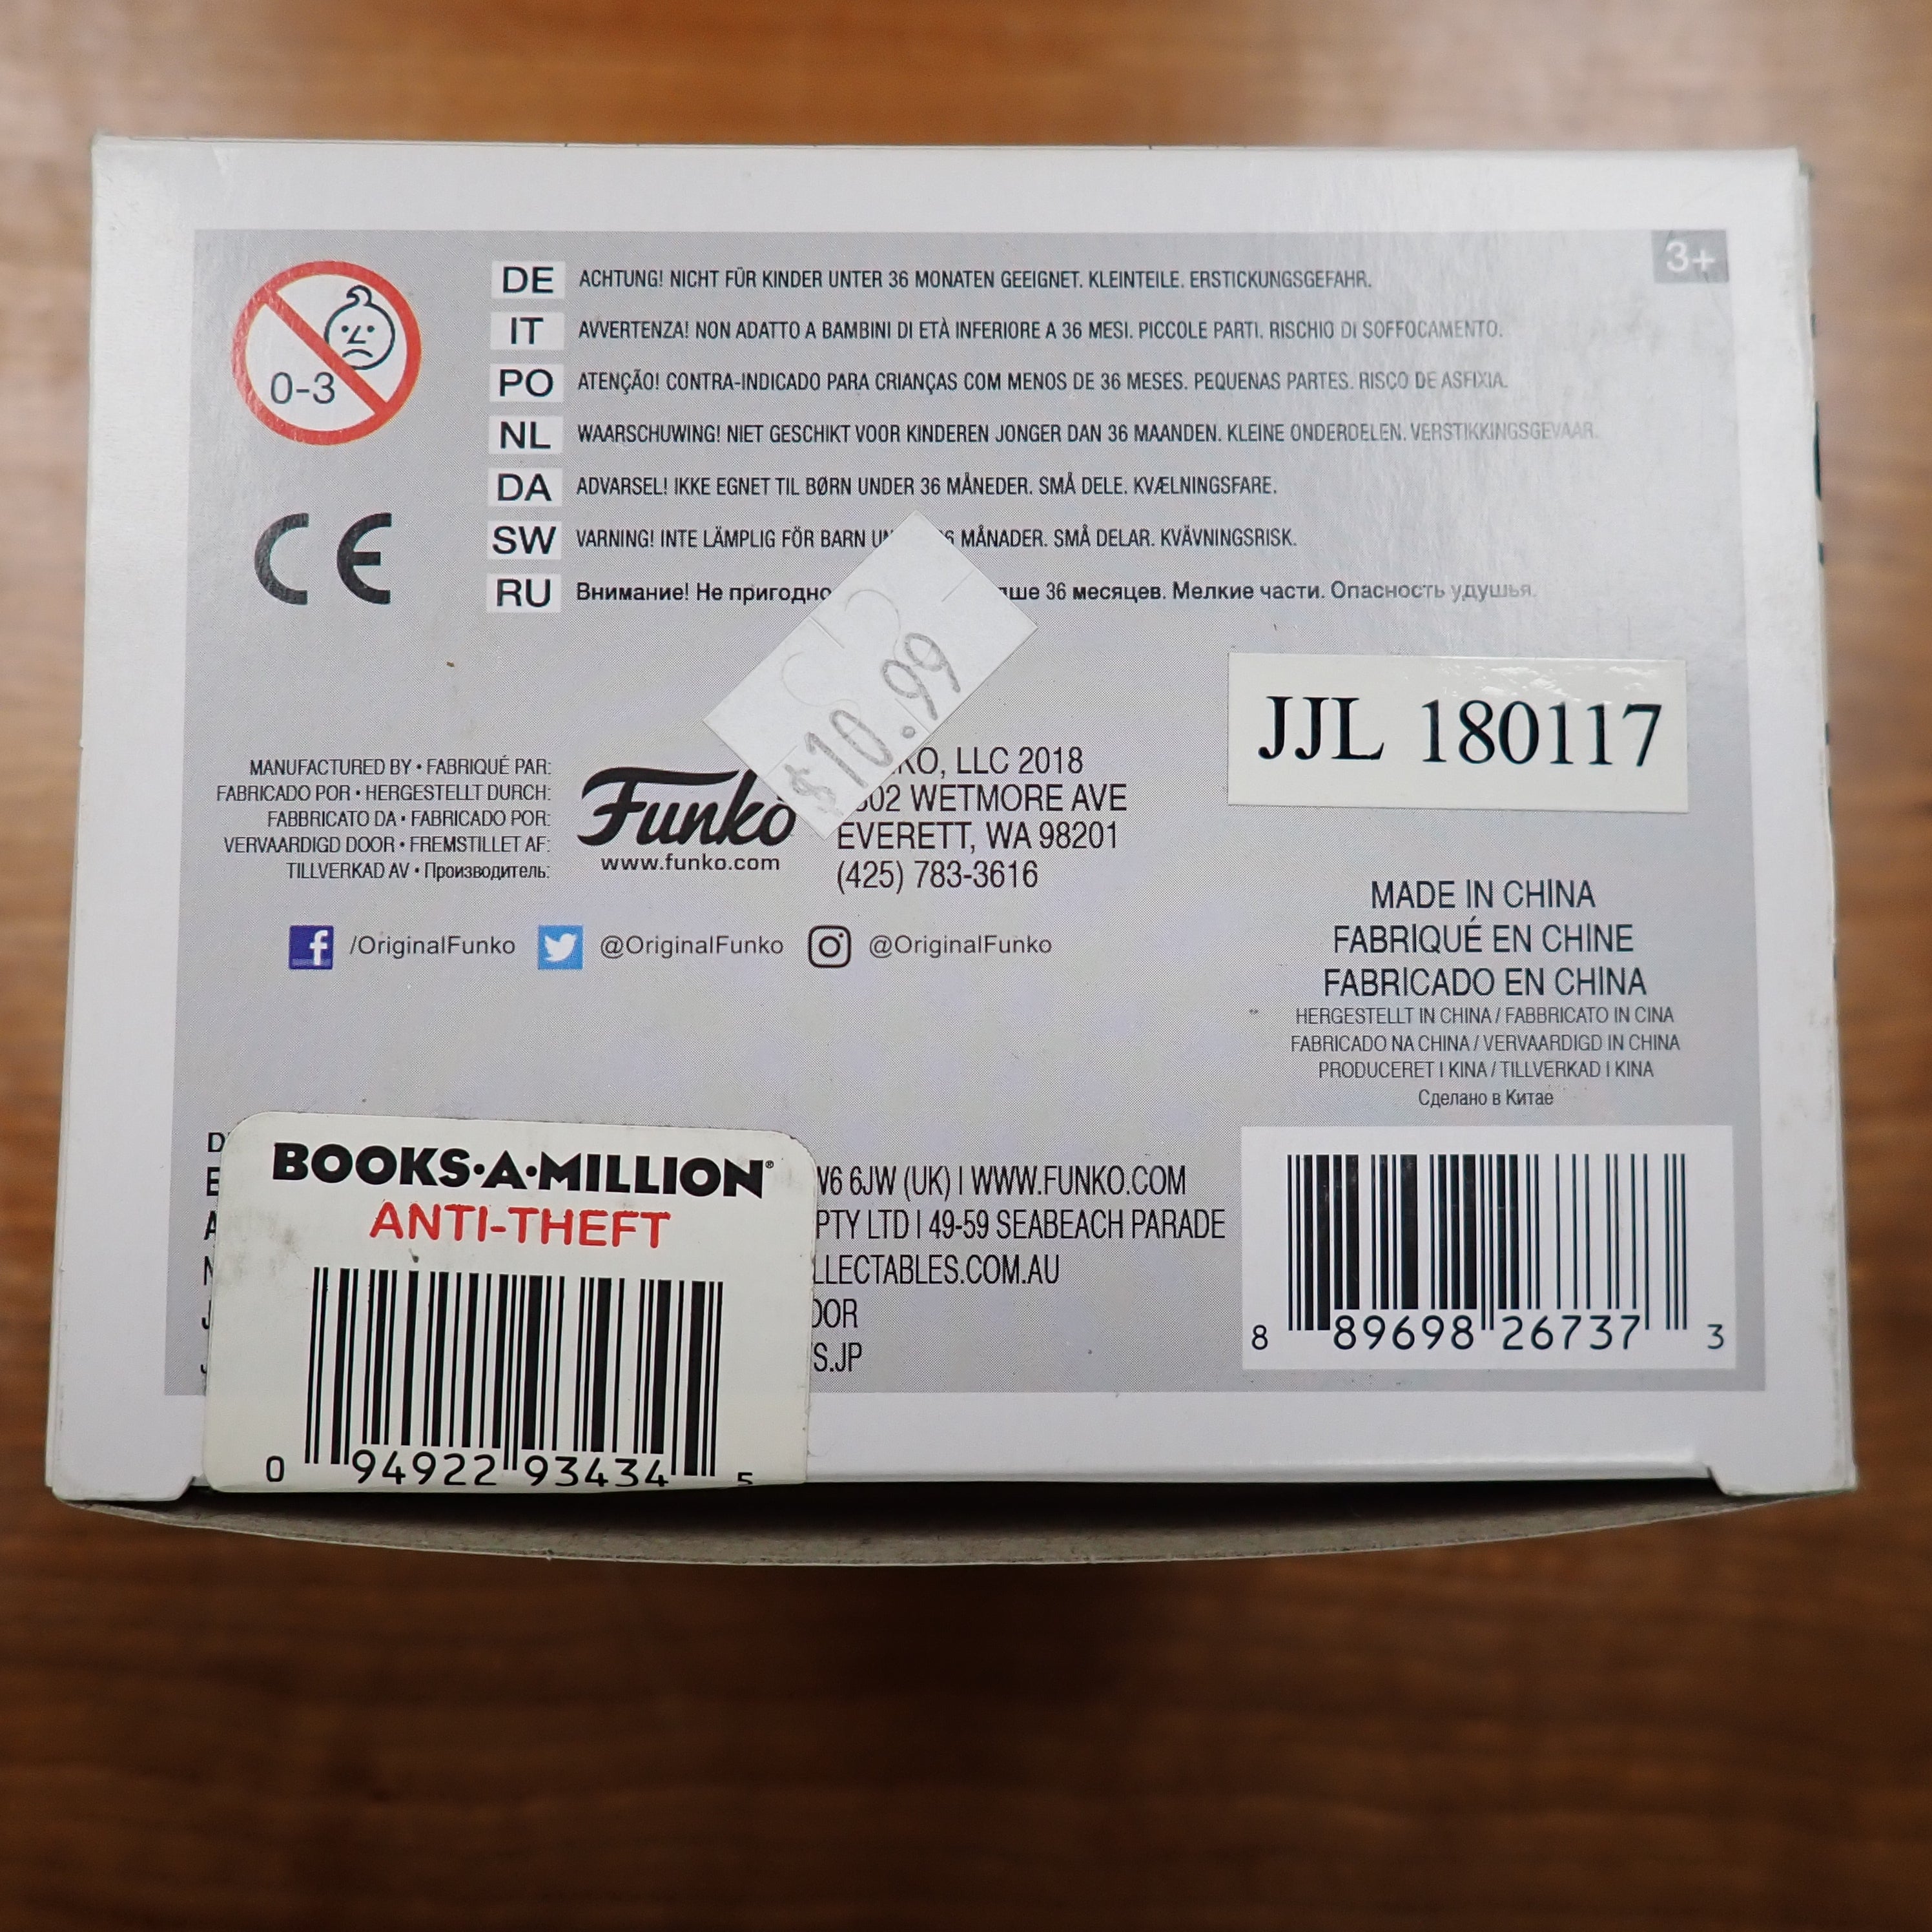 3+
0-3
DE ACHTUNG! NICHT FÜR KINDER UNTER 36 MONATEN GEEIGNET. KLEINTEILE. ERSTICKUNGSGEFAHR.
IT AVVERTENZA! NON ADATTO A BAMBINI DI ETÀ INFERIORE A 36 MESI. PICCOLE PARTI. RISCHIO DI SOFFOCAMENTO.
PO ATENÇÃO! CONTRA-INDICADO PARA CRIANÇAS COM MENOS DE 36 MESES. PEQUENAS PARTES. RISCO DE ASFIXIA.
NL WAARSCHUWING! NIET GESCHIKT VOOR KINDEREN JONGER DAN 36 MAANDEN. KLEINE ONDERDELEN. VERSTIKKINGSGEVAAR.
DA ADVARSEL! IKKE EGNET TIL BØRN UNDER 36 MÅNEDER. SMÅ DELE. KVÆLNINGSFARE.
CE
SW VARNING! INTE LÄMPLIG FÖR BARN MÅNADER. SMÅ DELAR. KVÄVNINGSRISK.
RU Внимание! Не пригодно 36 месяцев. Мелкие части. Опасность удушья.
$10.99
JJL 180117
MANUFACTURED BY • FABRIQUÉ PAR:
FABRICADO POR • HERGESTELLT DURCH:
FABBRICATO DA • FABRICADO POR:
VERVAARDIGD DOOR • FREMSTILLET AF:
TILLVERKAD AV • Производитель:
Funko
www.funko.com
LLC 2018
WETMORE AVE
EVERETT, WA 98201
(425) 783-3616
/OriginalFunko @OriginalFunko @OriginalFunko
MADE IN CHINA
FABRIQUÉ EN CHINE
FABRICADO EN CHINA
HERGESTELLT IN CHINA / FABBRICATO IN CINA
FABRICADO NA CHINA / VERVAARDIGD IN CHINA
PRODUCERET I KINA / TILLVERKAD I KINA
Сделано в Китае
BOOKS·A·MILLION®
ANTI-THEFT
0 94922 93434 5
6JW (UK) | WWW.FUNKO.COM
PTY LTD | 49-59 SEABEACH PARADE
8 89698 26737 3